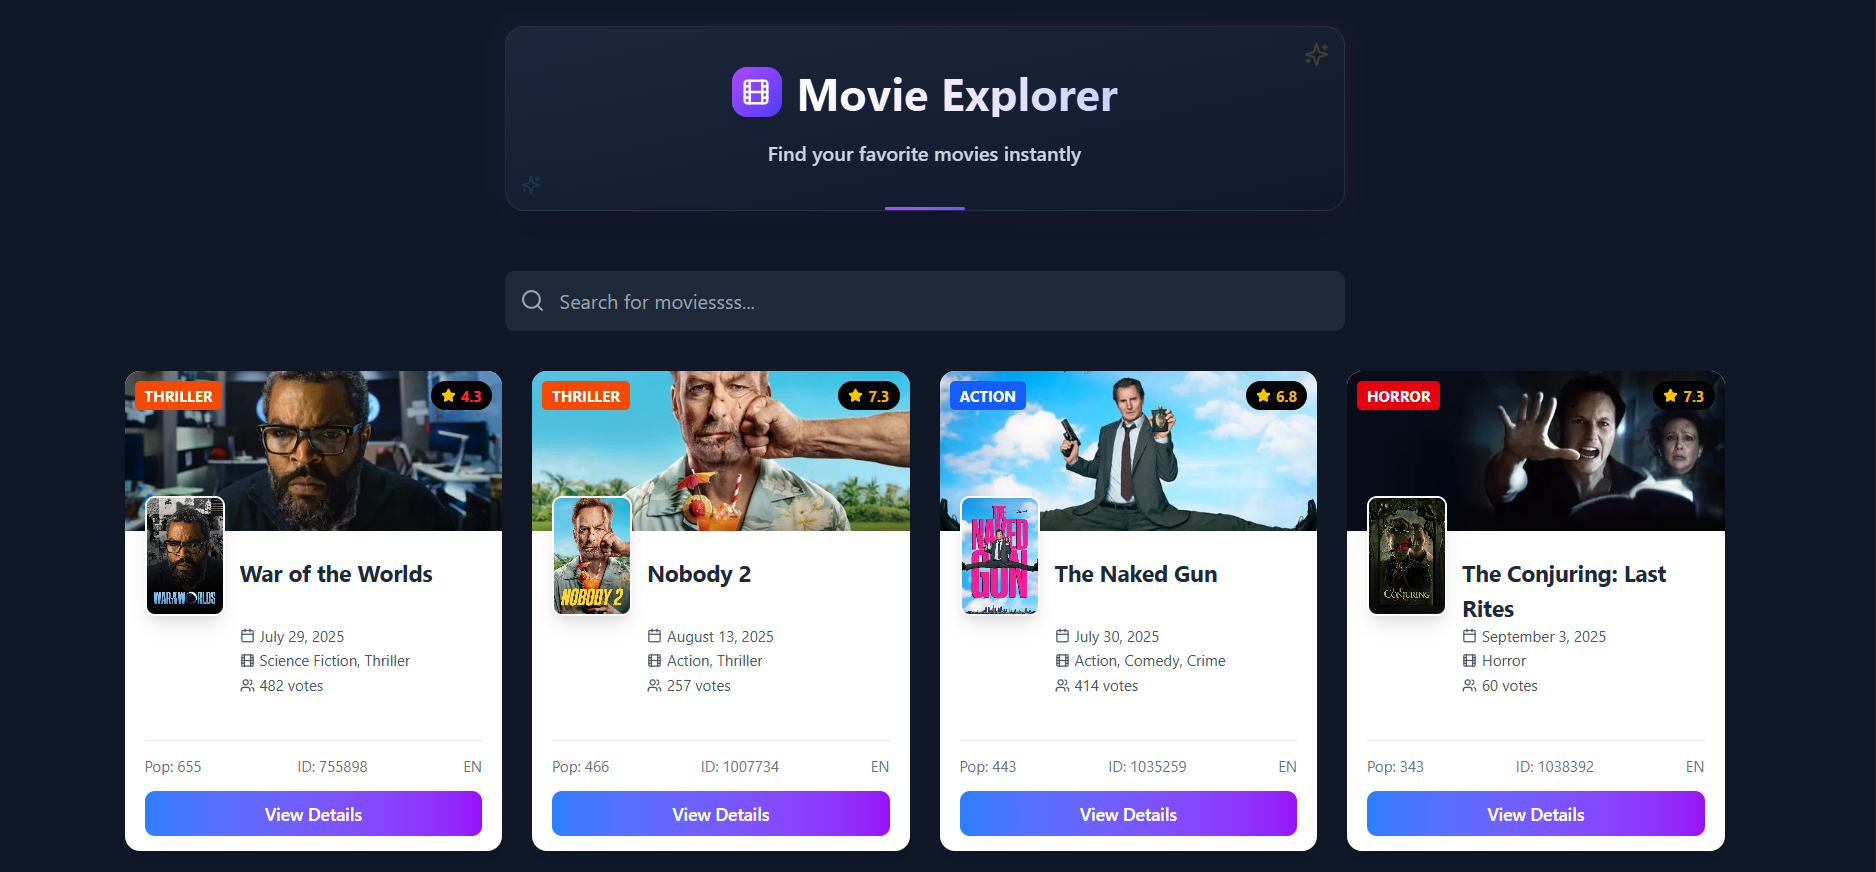 Movie Explorer
Find your favorite movies instantly
Search for moviessss...
THRILLER
4.3
WAR OF THE WORLDS
War of the Worlds
July 29, 2025
Science Fiction, Thriller
482 votes
Pop: 655
ID: 755898
EN
View Details
THRILLER
7.3
NOBODY 2
Nobody 2
August 13, 2025
Action, Thriller
257 votes
Pop: 466
ID: 1007734
EN
View Details
ACTION
6.8
THE
NAKED
GUN
The Naked Gun
July 30, 2025
Action, Comedy, Crime
414 votes
Pop: 443
ID: 1035259
EN
View Details
HORROR
7.3
CONJURING
The Conjuring: Last
Rites
September 3, 2025
Horror
60 votes
Pop: 343
ID: 1038392
EN
View Details